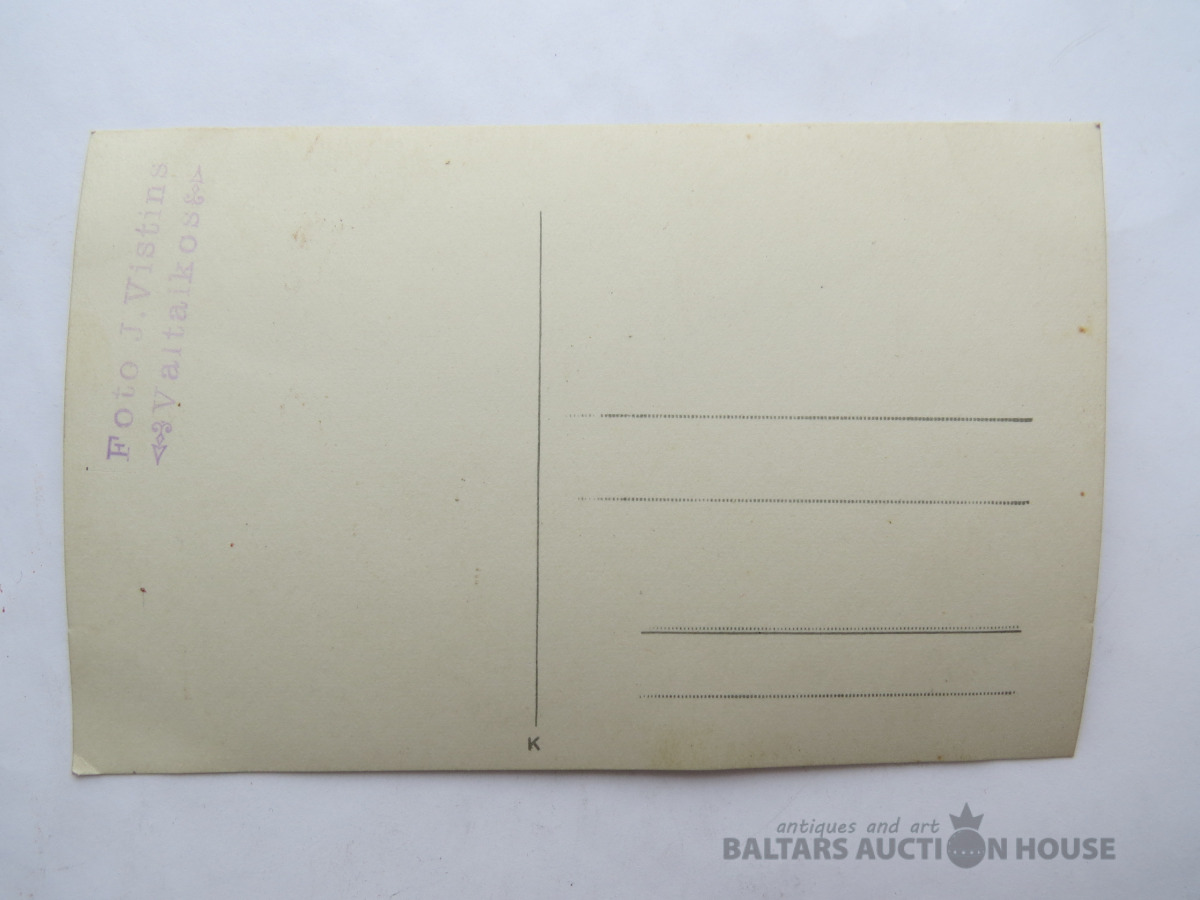 Foto J. Vistins
Valtaikos
K
antiques and art
BALTARS AUCTION HOUSE